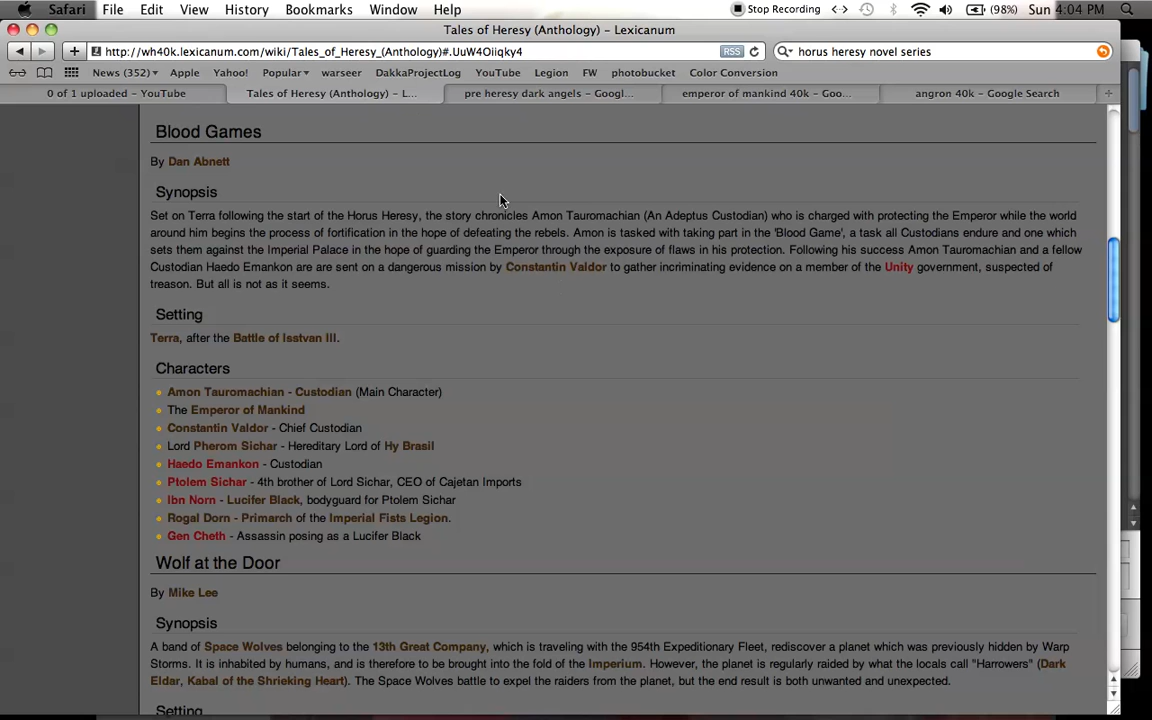 Safari File Edit View History Bookmarks Window Help Stop Recording (98%) Sun 4:04 PM
Tales of Heresy (Anthology) – Lexicanum
http://wh40k.lexicanum.com/wiki/Tales_of_Heresy_(Anthology)#.UuW4Oiiqky4 RSS horus heresy novel series
News (352) Apple Yahoo! Popular warseer DakkaProjectLog YouTube Legion FW photobucket Color Conversion
0 of 1 uploaded – YouTube Tales of Heresy (Anthology) – L... pre heresy dark angels – Googl... emperor of mankind 40k – Goo... angron 40k – Google Search
Blood Games
By Dan Abnett
Synopsis
Set on Terra following the start of the Horus Heresy, the story chronicles Amon Tauromachian (An Adeptus Custodian) who is charged with protecting the Emperor while the world
around him begins the process of fortification in the hope of defeating the rebels. Amon is tasked with taking part in the 'Blood Game', a task all Custodians endure and one which
sets them against the Imperial Palace in the hope of guarding the Emperor through the exposure of flaws in his protection. Following his success Amon Tauromachian and a fellow
Custodian Haedo Emankon are are sent on a dangerous mission by Constantin Valdor to gather incriminating evidence on a member of the Unity government, suspected of
treason. But all is not as it seems.
Setting
Terra, after the Battle of Isstvan III.
Characters
Amon Tauromachian - Custodian (Main Character)
The Emperor of Mankind
Constantin Valdor - Chief Custodian
Lord Pherom Sichar - Hereditary Lord of Hy Brasil
Haedo Emankon - Custodian
Ptolem Sichar - 4th brother of Lord Sichar, CEO of Cajetan Imports
Ibn Norn - Lucifer Black, bodyguard for Ptolem Sichar
Rogal Dorn - Primarch of the Imperial Fists Legion.
Gen Cheth - Assassin posing as a Lucifer Black
Wolf at the Door
By Mike Lee
Synopsis
A band of Space Wolves belonging to the 13th Great Company, which is traveling with the 954th Expeditionary Fleet, rediscover a planet which was previously hidden by Warp
Storms. It is inhabited by humans, and is therefore to be brought into the fold of the Imperium. However, the planet is regularly raided by what the locals call "Harrowers" (Dark
Eldar, Kabal of the Shrieking Heart). The Space Wolves battle to expel the raiders from the planet, but the end result is both unwanted and unexpected.
Setting